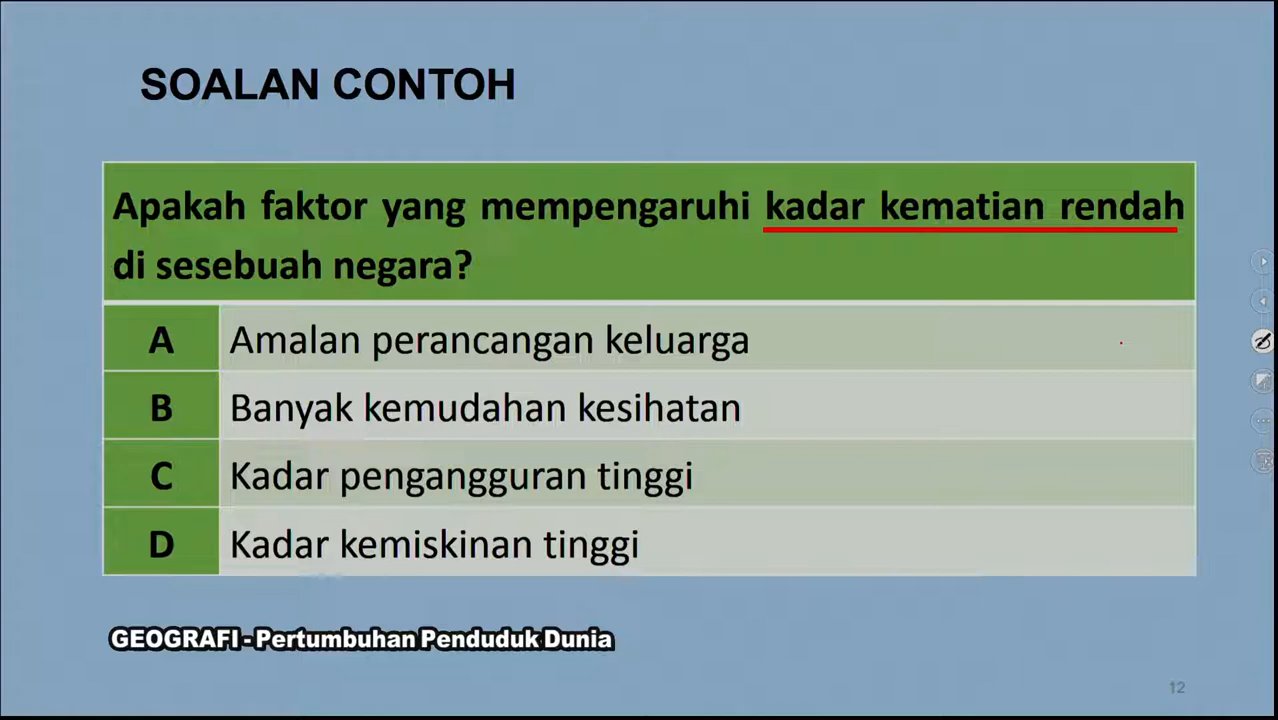 SOALAN CONTOH
Apakah faktor yang mempengaruhi kadar kematian rendah
di sesebuah negara?
A Amalan perancangan keluarga
B Banyak kemudahan kesihatan
C Kadar pengangguran tinggi
D Kadar kemiskinan tinggi
GEOGRAFI - Pertumbuhan Penduduk Dunia
12